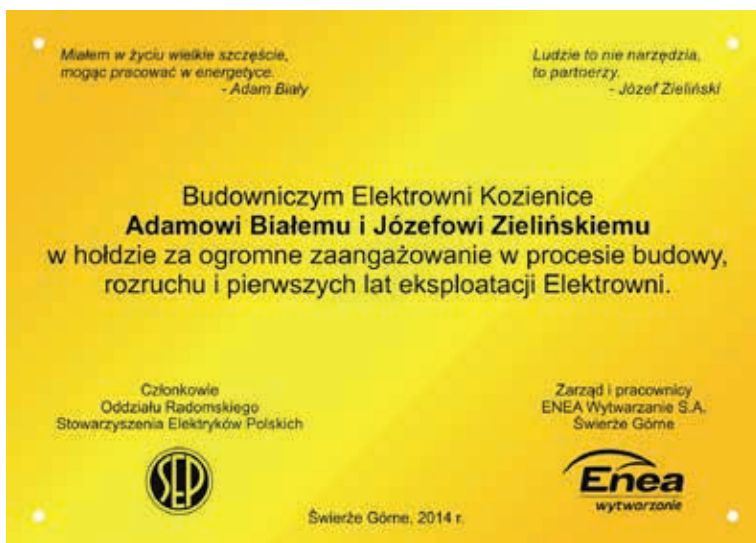 Miałem w życiu wielkie szczęście,
mogąc pracować w energetyce.
- Adam Biały
Ludzie to nie narzędzia,
to partnerzy.
- Józef Zieliński
Budowniczym Elektrowni Kozienice
Adamowi Białemu i Józefowi Zielińskiemu
w hołdzie za ogromne zaangażowanie w procesie budowy,
rozruchu i pierwszych lat eksploatacji Elektrowni.
Członkowie
Oddziału Radomskiego
Stowarzyszenia Elektryków Polskich
SEP
Zarząd i pracownicy
ENEA Wytwarzanie S.A.
Świerże Górne
Enea
wytwarzanie
Świerże Górne, 2014 r.